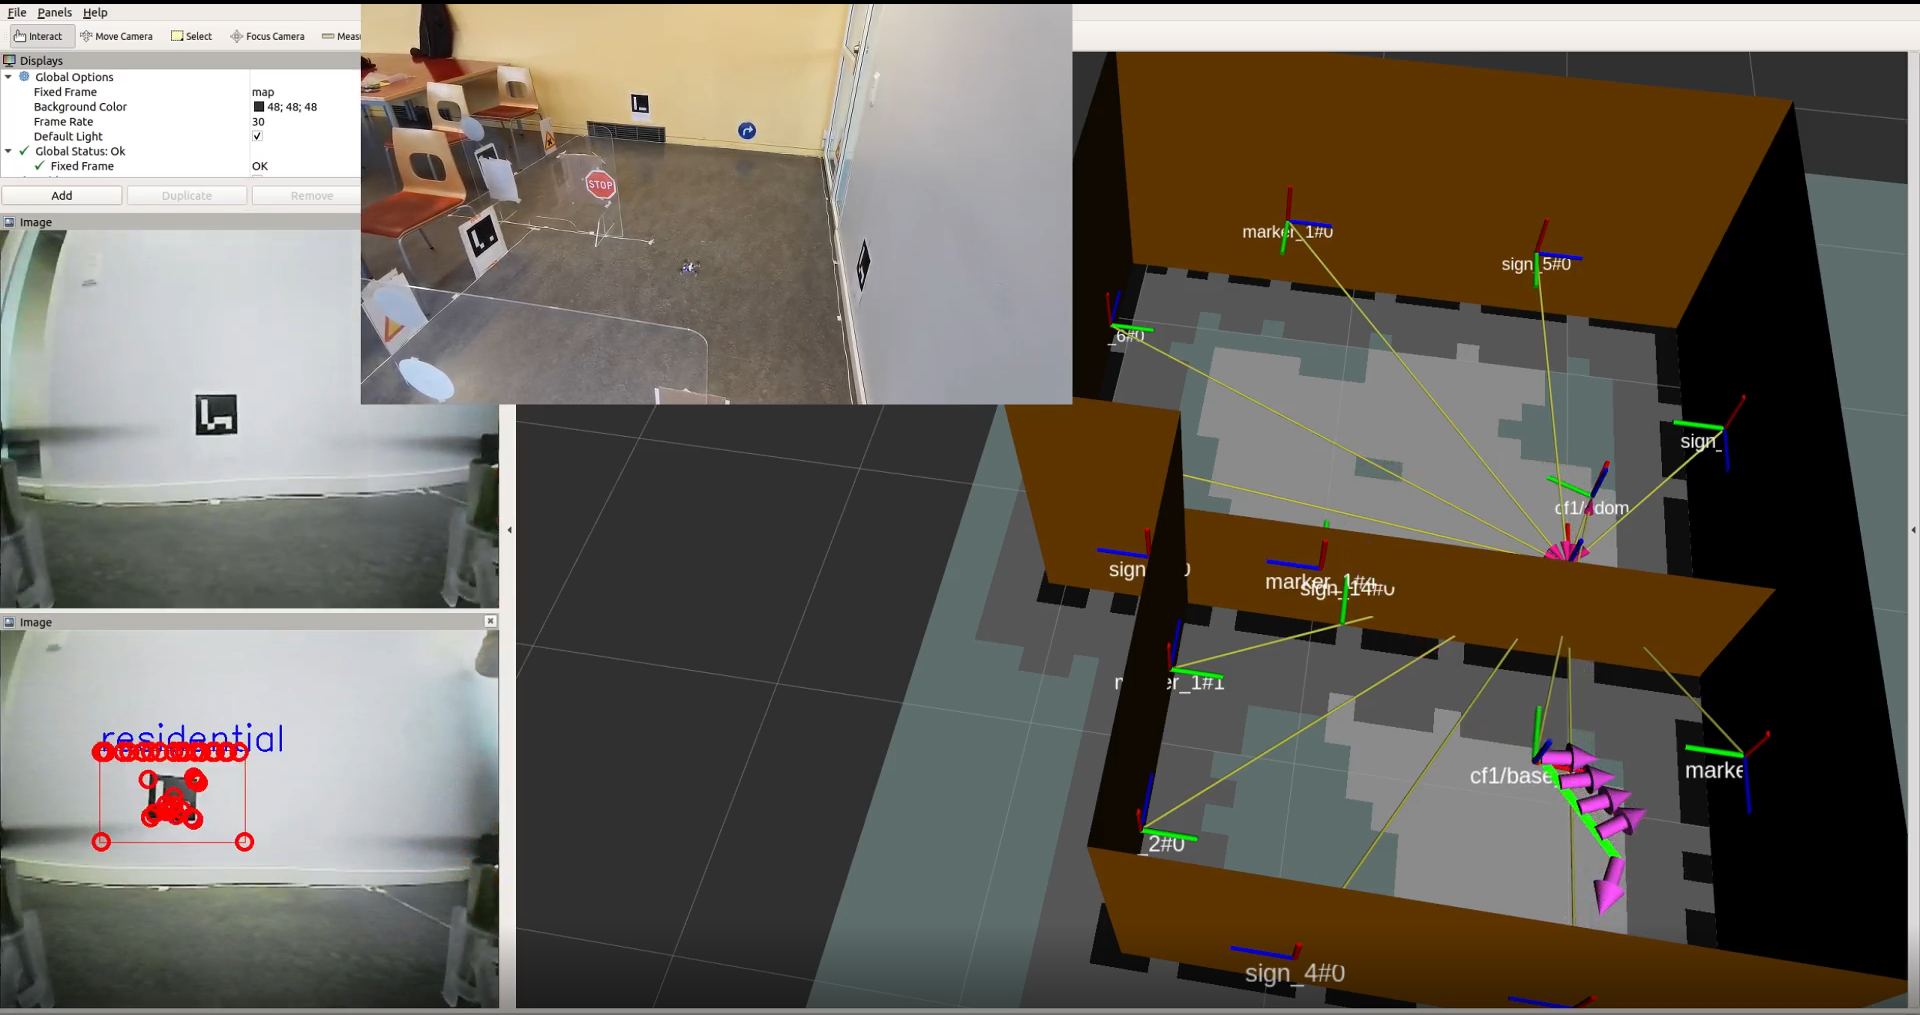 File Panels Help
Interact Move Camera Select Focus Camera
Displays
Global Options
Fixed Frame map
Background Color 48; 48; 48
Frame Rate 30
Default Light
Global Status: Ok
Fixed Frame OK
Add Duplicate Remove
Image
STOP
marker_1#0
sign_5#0
_6#0
sign_
cf1/odom
sign
0
marker_1#4
sign_14#0
er_1#1
cf1/base_
marke
_2#0
sign_4#0
Image
residential